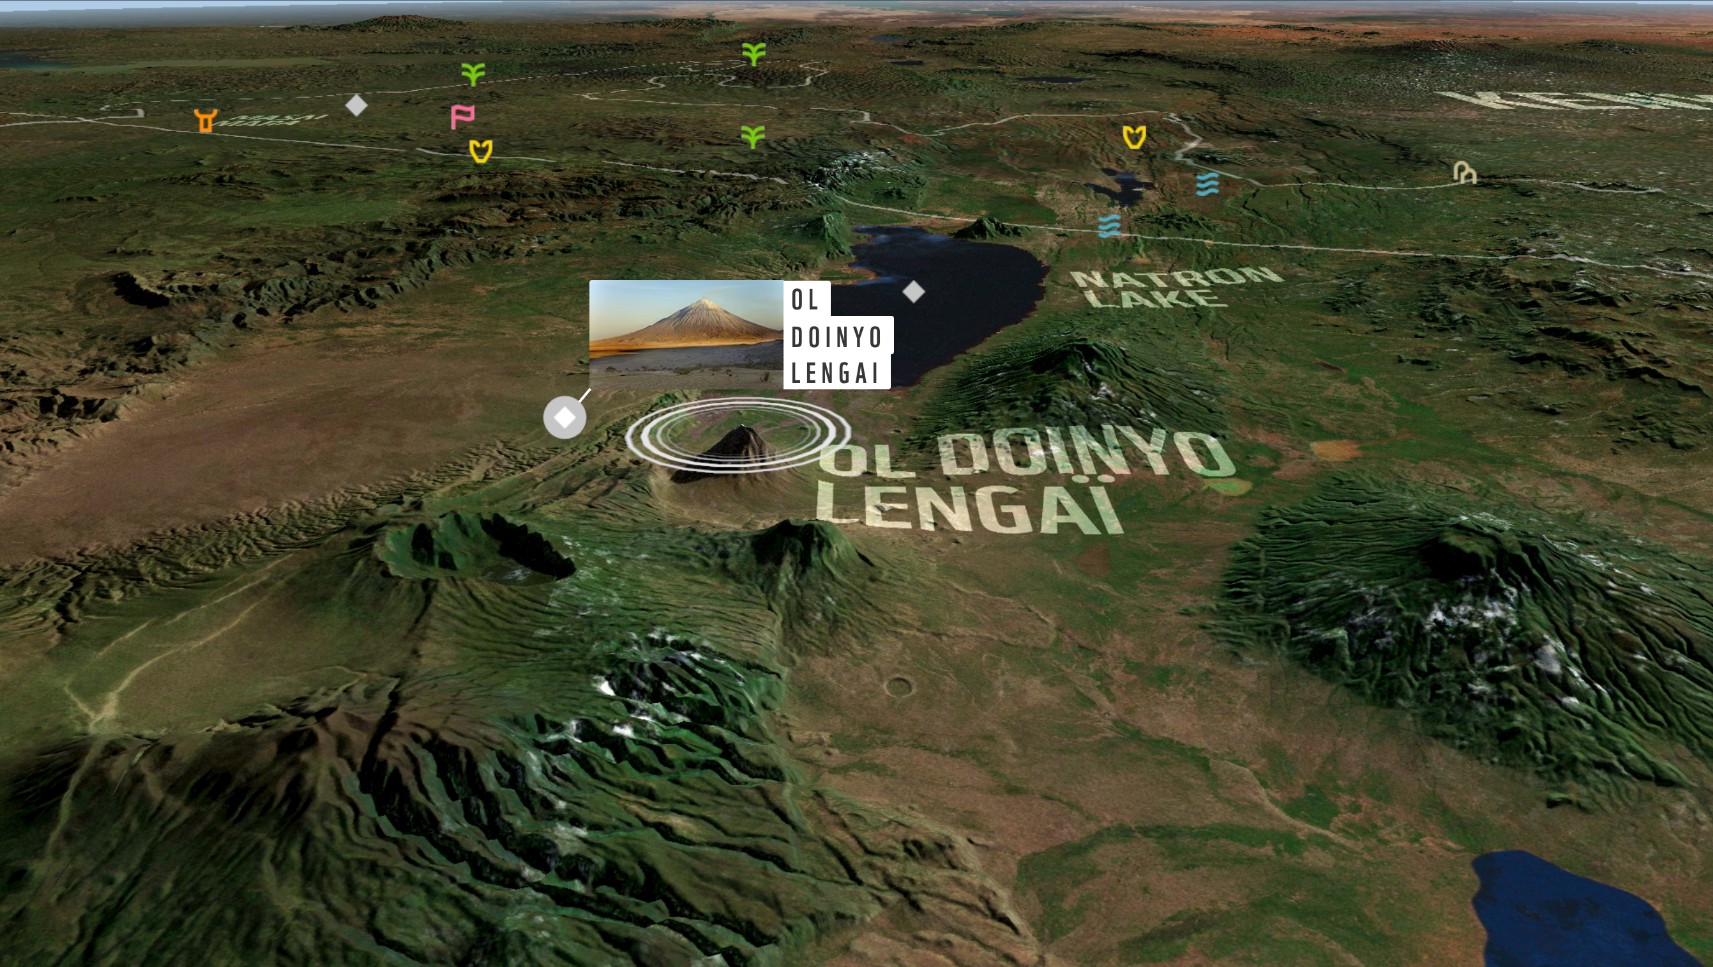 NATRON
LAKE
OL
DOINYO
LENGAI
OL DOINYO
LENGAÏ